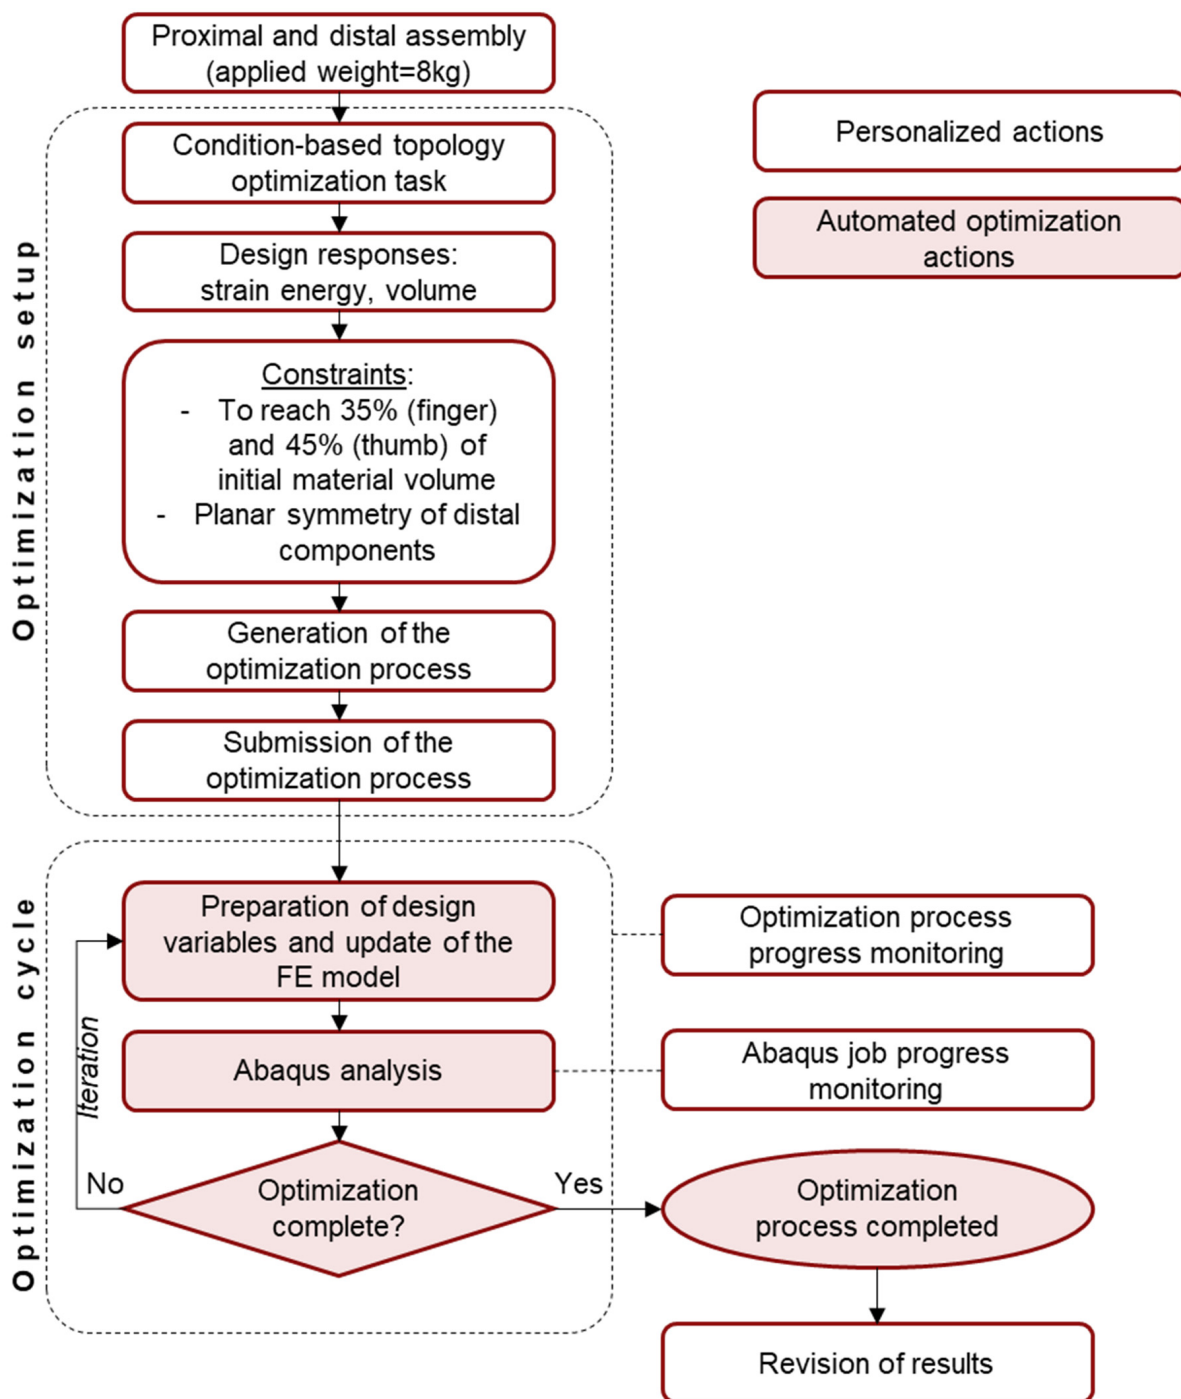 Proximal and distal assembly
(applied weight=8kg)
Optimization setup
Condition-based topology
optimization task
Design responses:
strain energy, volume
Constraints:
- To reach 35% (finger)
and 45% (thumb) of
initial material volume
- Planar symmetry of distal
components
Generation of the
optimization process
Submission of the
optimization process
Personalized actions
Automated optimization
actions
Optimization cycle
Preparation of design
variables and update of the
FE model
Optimization process
progress monitoring
Iteration
Abaqus analysis
Abaqus job progress
monitoring
No
Optimization
complete?
Yes
Optimization
process completed
Revision of results